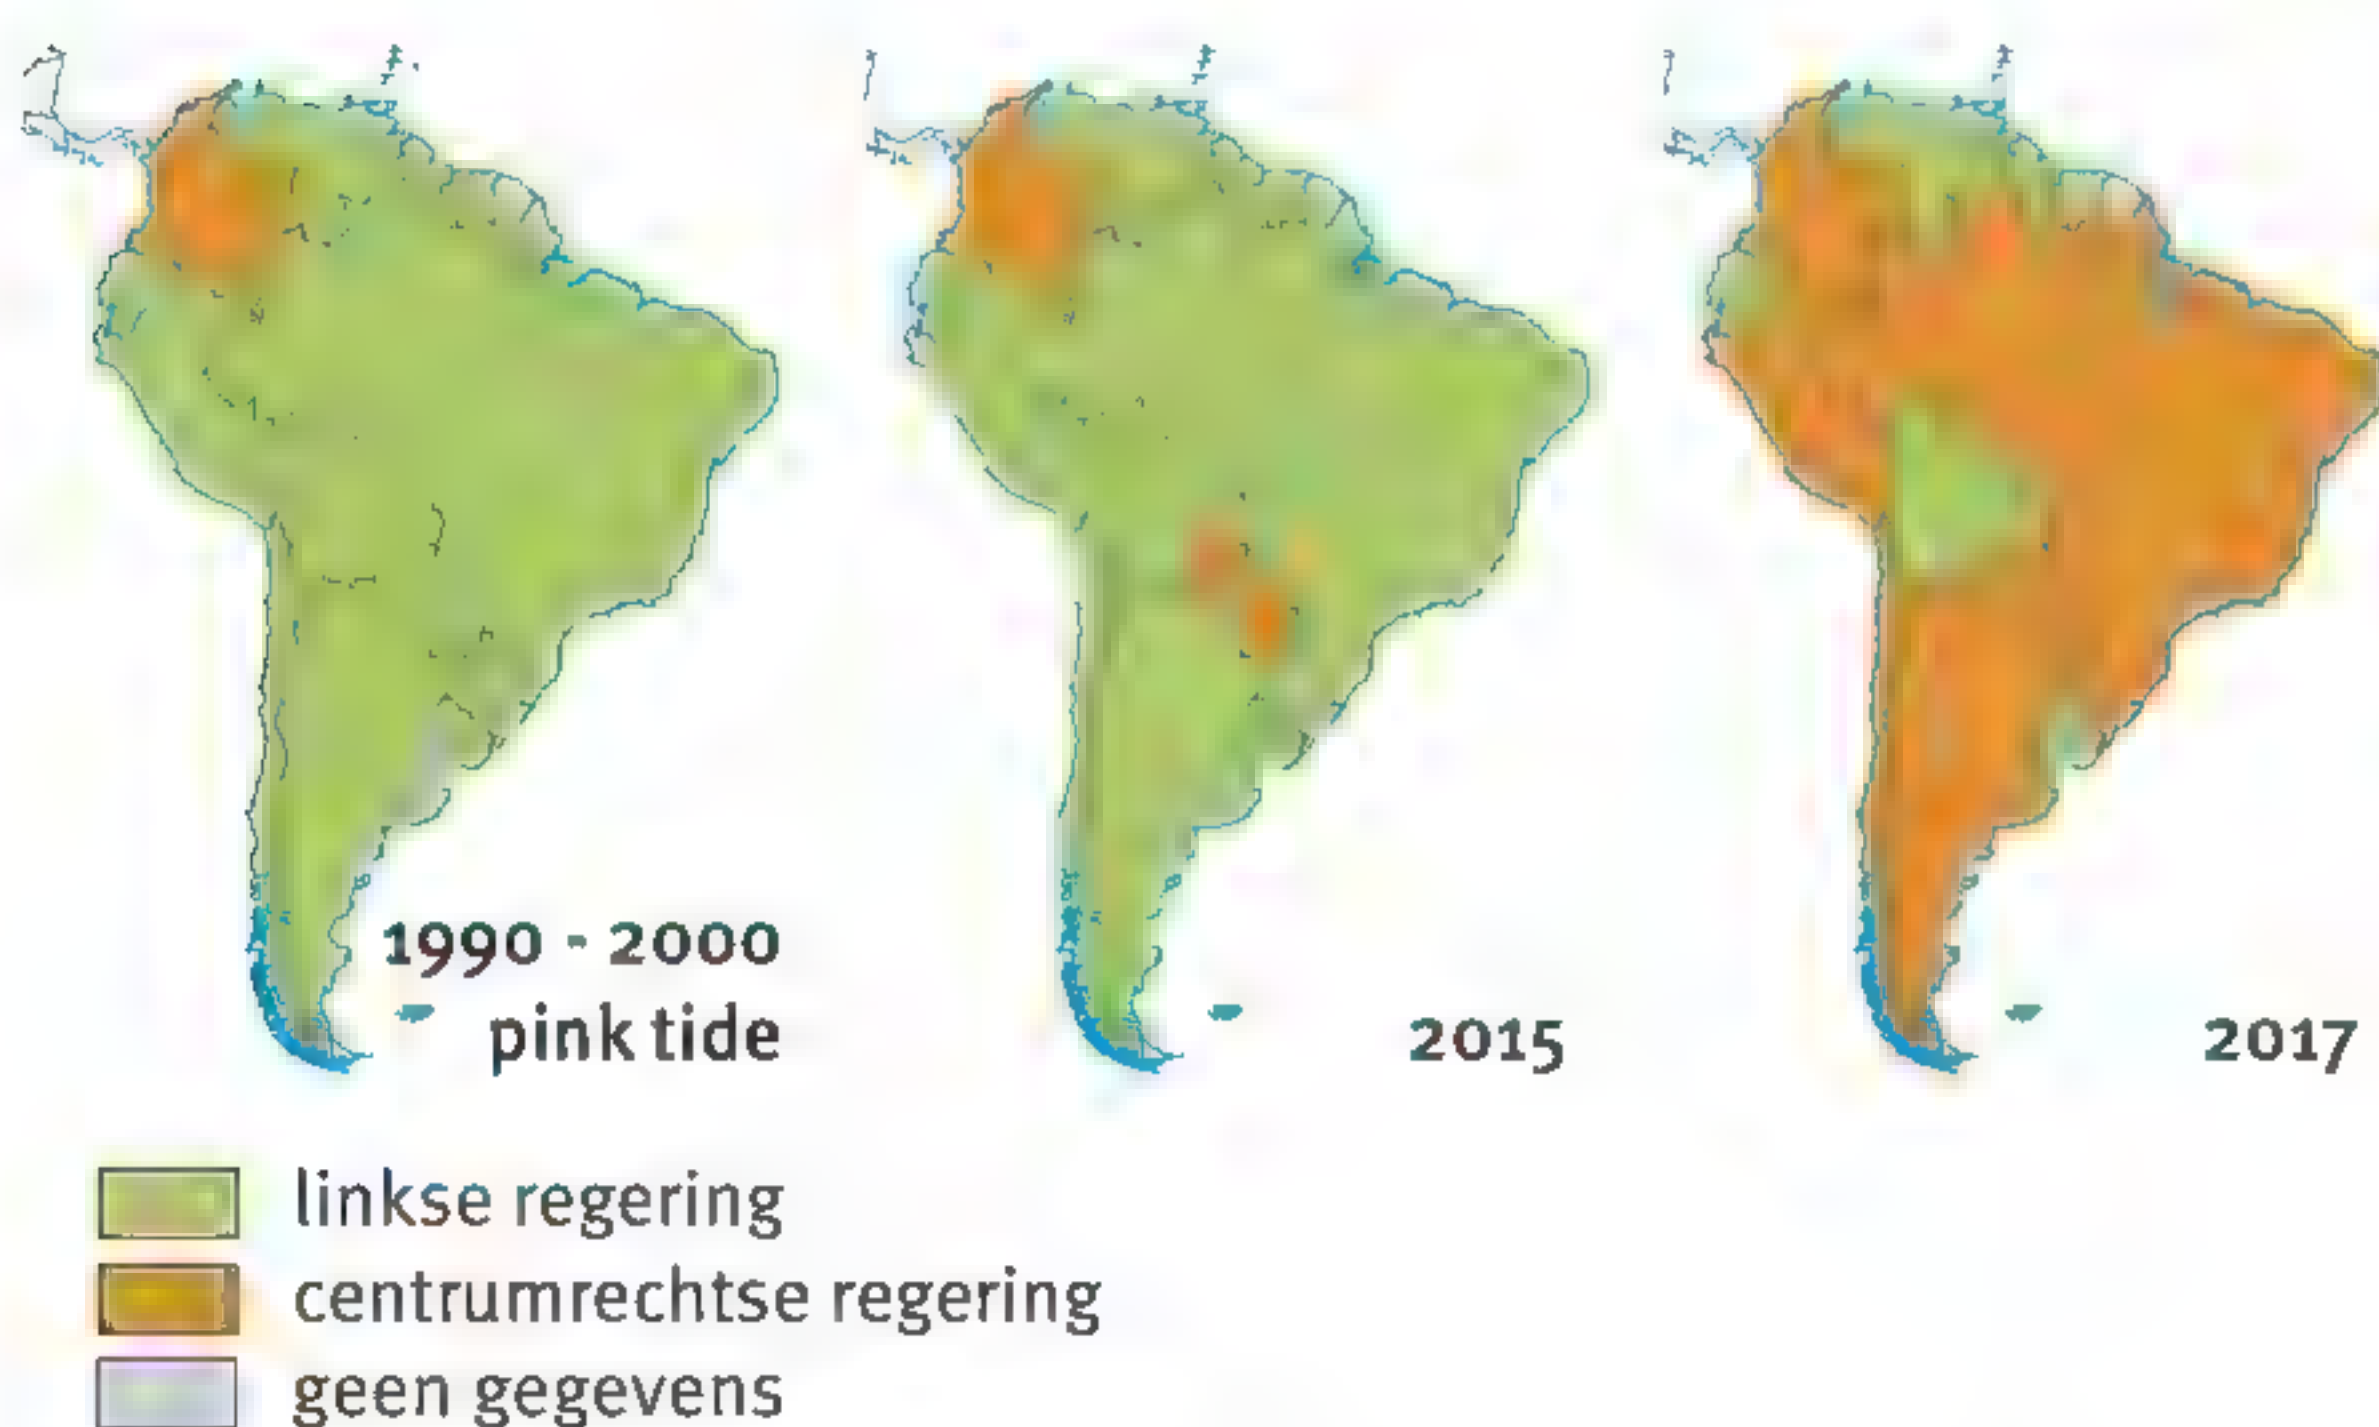 1990 - 2000
pink tide
2015
2017
linkse regering
centrumrechtse regering
geen gegevens